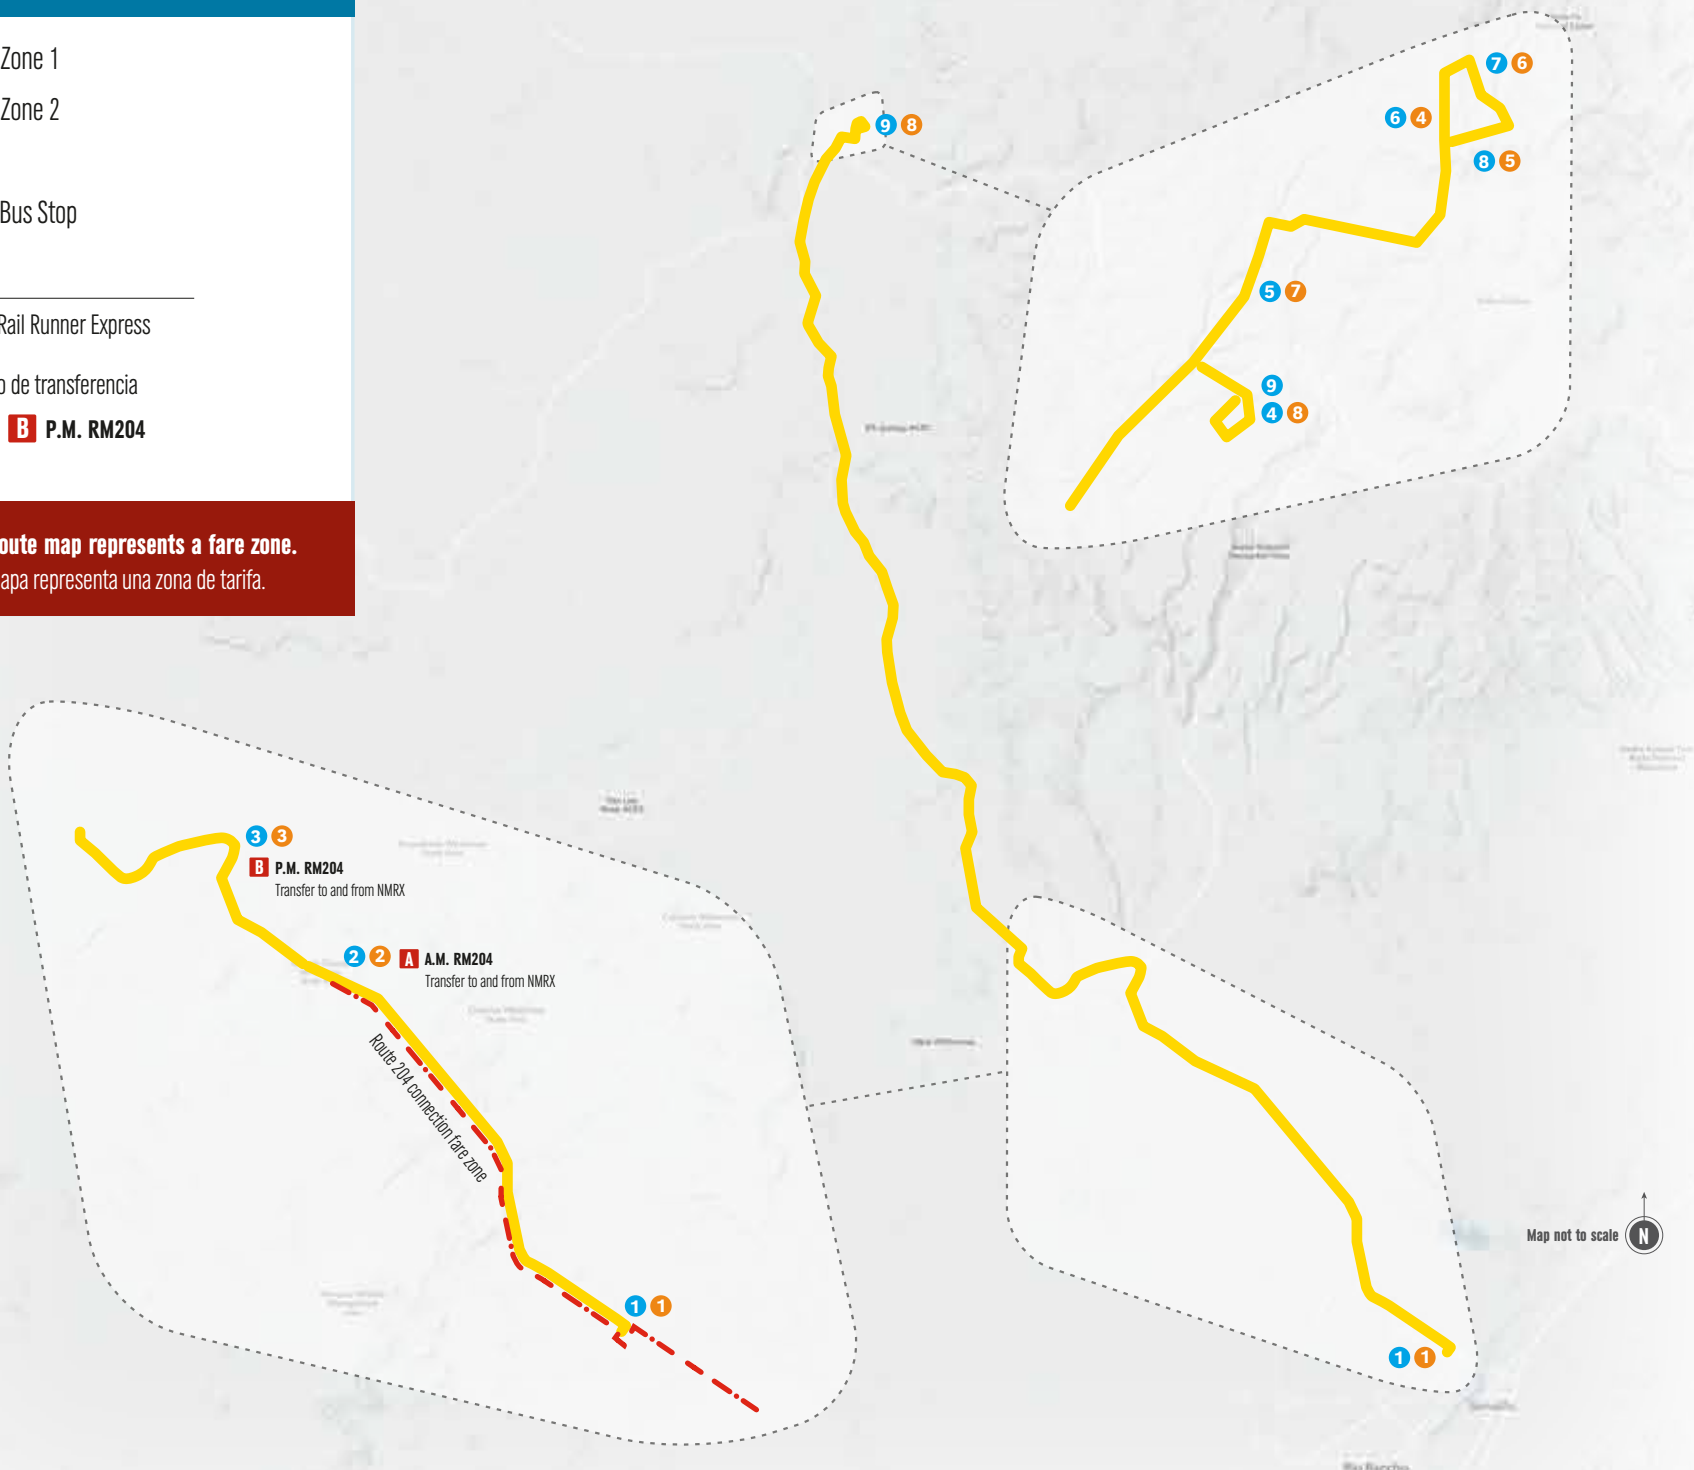 Zone 1
Zone 2
Bus Stop
Rail Runner Express
o de transferencia
B P.M. RM204
oute map represents a fare zone.
apa representa una zona de tarifa.
9 8
7 6
6 4
8 5
5 7
9
4 8
3 3
B P.M. RM204
Transfer to and from NMRX
2 2 A A.M. RM204
Transfer to and from NMRX
Route 204 connection fare zone
1 1
1 1
Map not to scale N